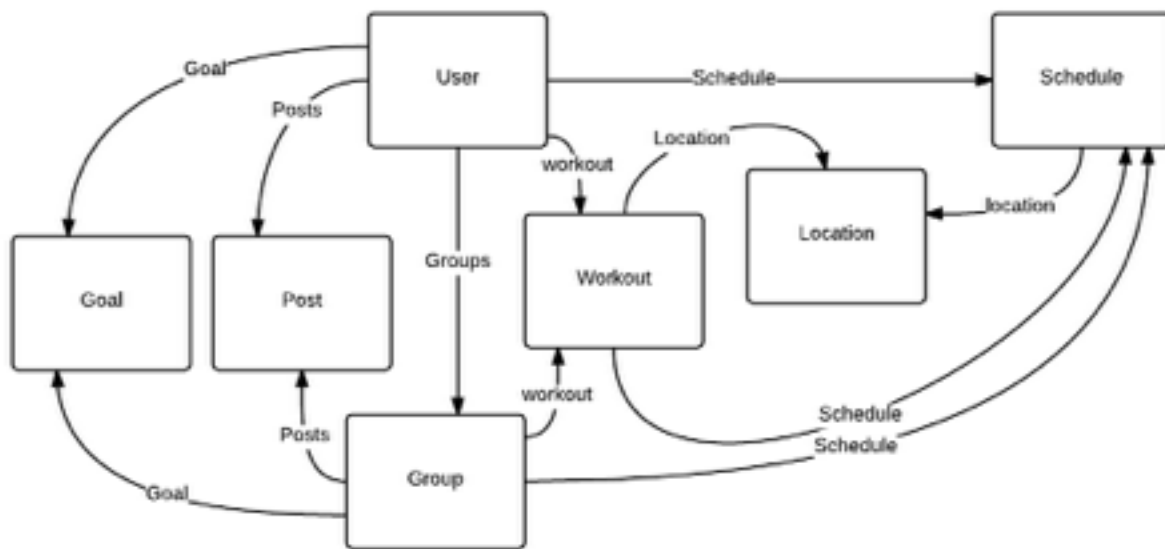 User
Schedule
Schedule
Goal
Posts
workout
Location
location
Location
Groups
Goal
Post
Workout
workout
Schedule
Schedule
Posts
Group
Goal